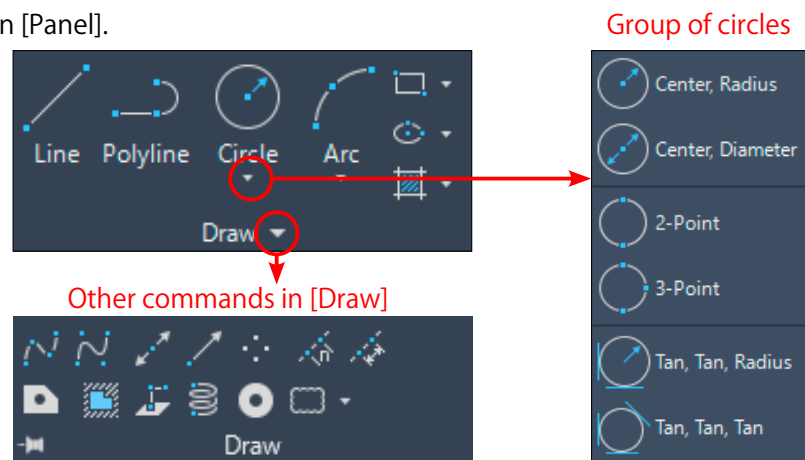 n [Panel].
Group of circles
Line Polyline Circle Arc
Draw
Other commands in [Draw]
n
Draw
Center, Radius
Center, Diameter
2-Point
3-Point
Tan, Tan, Radius
Tan, Tan, Tan